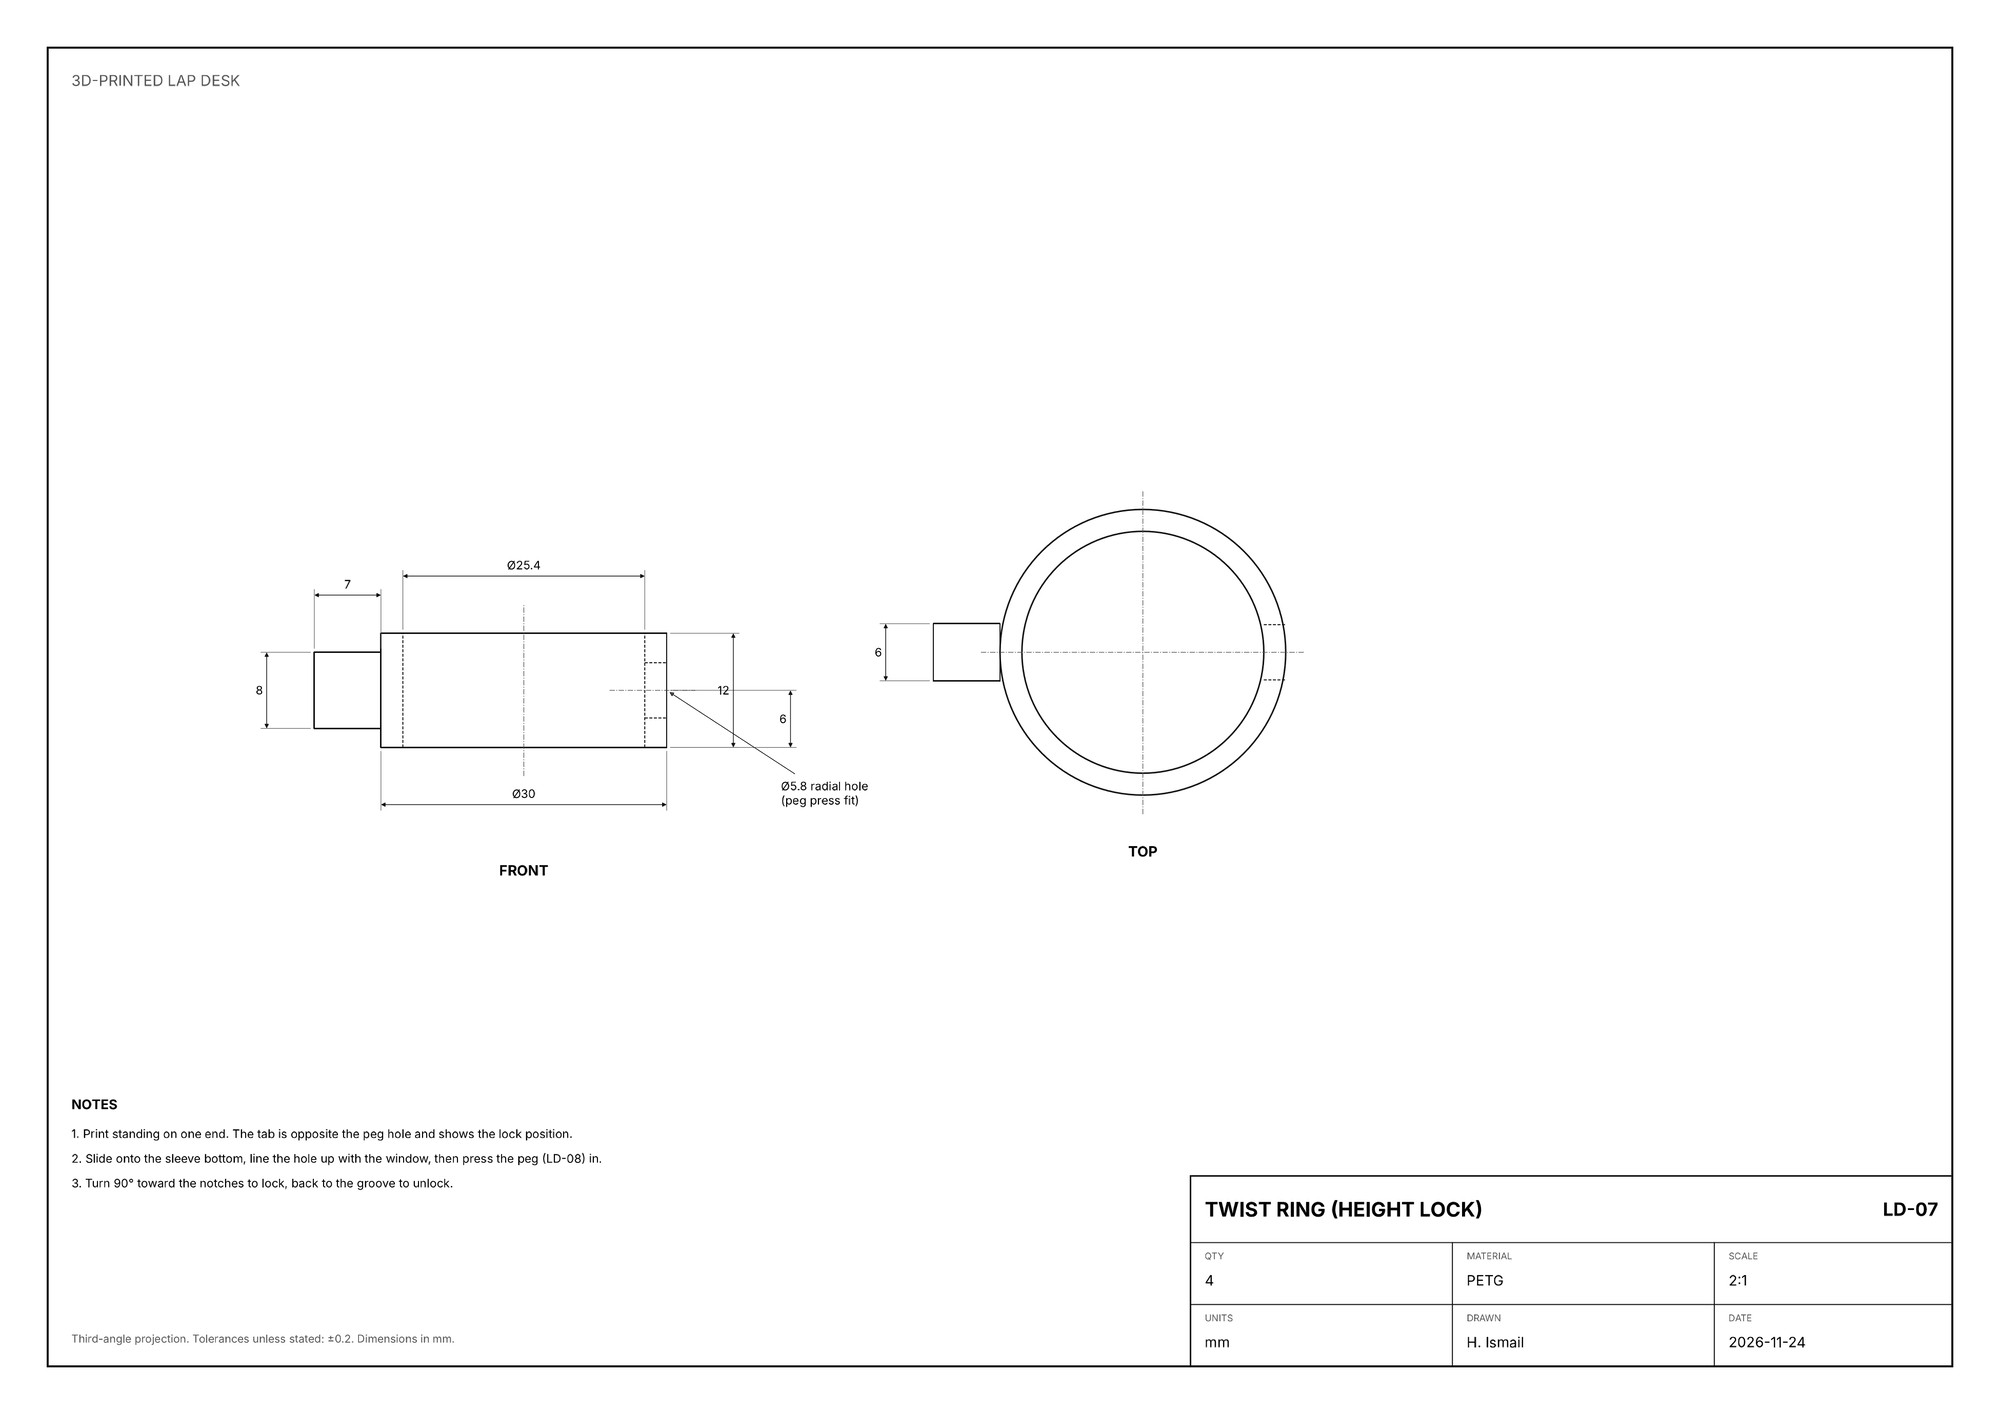 3D-PRINTED LAP DESK
Ø25.4
7
8
12
6
Ø30
Ø5.8 radial hole
(peg press fit)
FRONT
6
TOP
NOTES
1. Print standing on one end. The tab is opposite the peg hole and shows the lock position.
2. Slide onto the sleeve bottom, line the hole up with the window, then press the peg (LD-08) in.
3. Turn 90° toward the notches to lock, back to the groove to unlock.
Third-angle projection. Tolerances unless stated: ±0.2. Dimensions in mm.
TWIST RING (HEIGHT LOCK)
LD-07
QTY
4
MATERIAL
PETG
SCALE
2:1
UNITS
mm
DRAWN
H. Ismail
DATE
2026-11-24